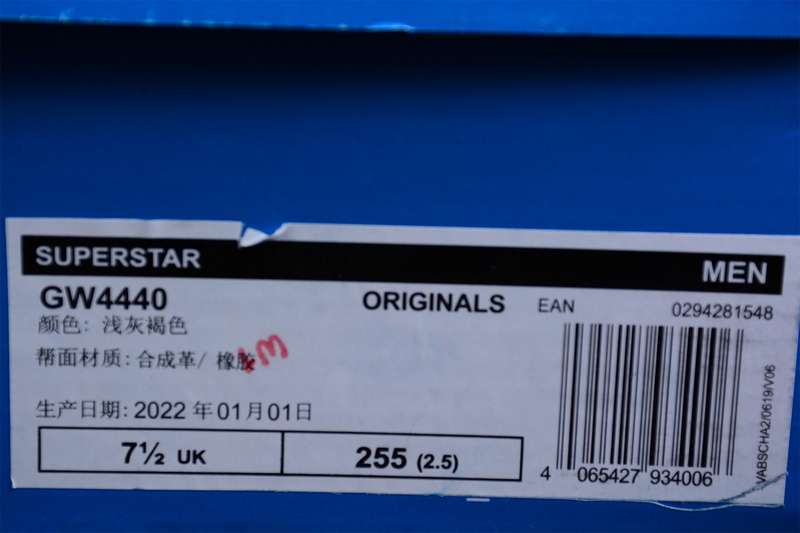 SUPERSTAR
MEN
GW4440
ORIGINALS
EAN
0294281548
颜色: 浅灰褐色
帮面材质: 合成革/ 橡胶
生产日期: 2022 年 01 月 01 日
7½ UK
255 (2.5)
4 065427 934006
VABSCHA2/0619/V06